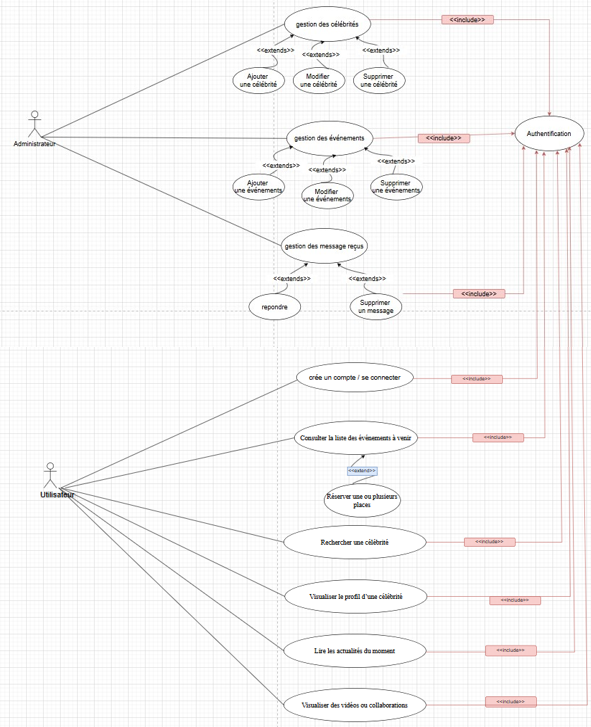 gestion des célébrités
<<include>>
<<extends>>
<<extends>>
<<extends>>
Ajouter
une célébrité
Modifier
une célébrité
Supprimer
une célébrité
Administrateur
gestion des événements
<<include>>
Authentification
<<extends>>
<<extends>>
<<extends>>
Ajouter
une événements
Modifier
une événements
Supprimer
une événements
gestion des message reçus
<<extends>>
<<extends>>
repondre
Supprimer
un message
<<include>>
crée un compte / se connecter
<<include>>
Consulter la liste des événements à venir
<<include>>
<<extend>>
Utilisateur
Réserver une ou plusieurs
places
Rechercher une célébrité
<<include>>
Visualiser le profil d'une célébrité
<<include>>
Lire les actualités du moment
<<include>>
Visualiser des vidéos ou collaborations
<<include>>